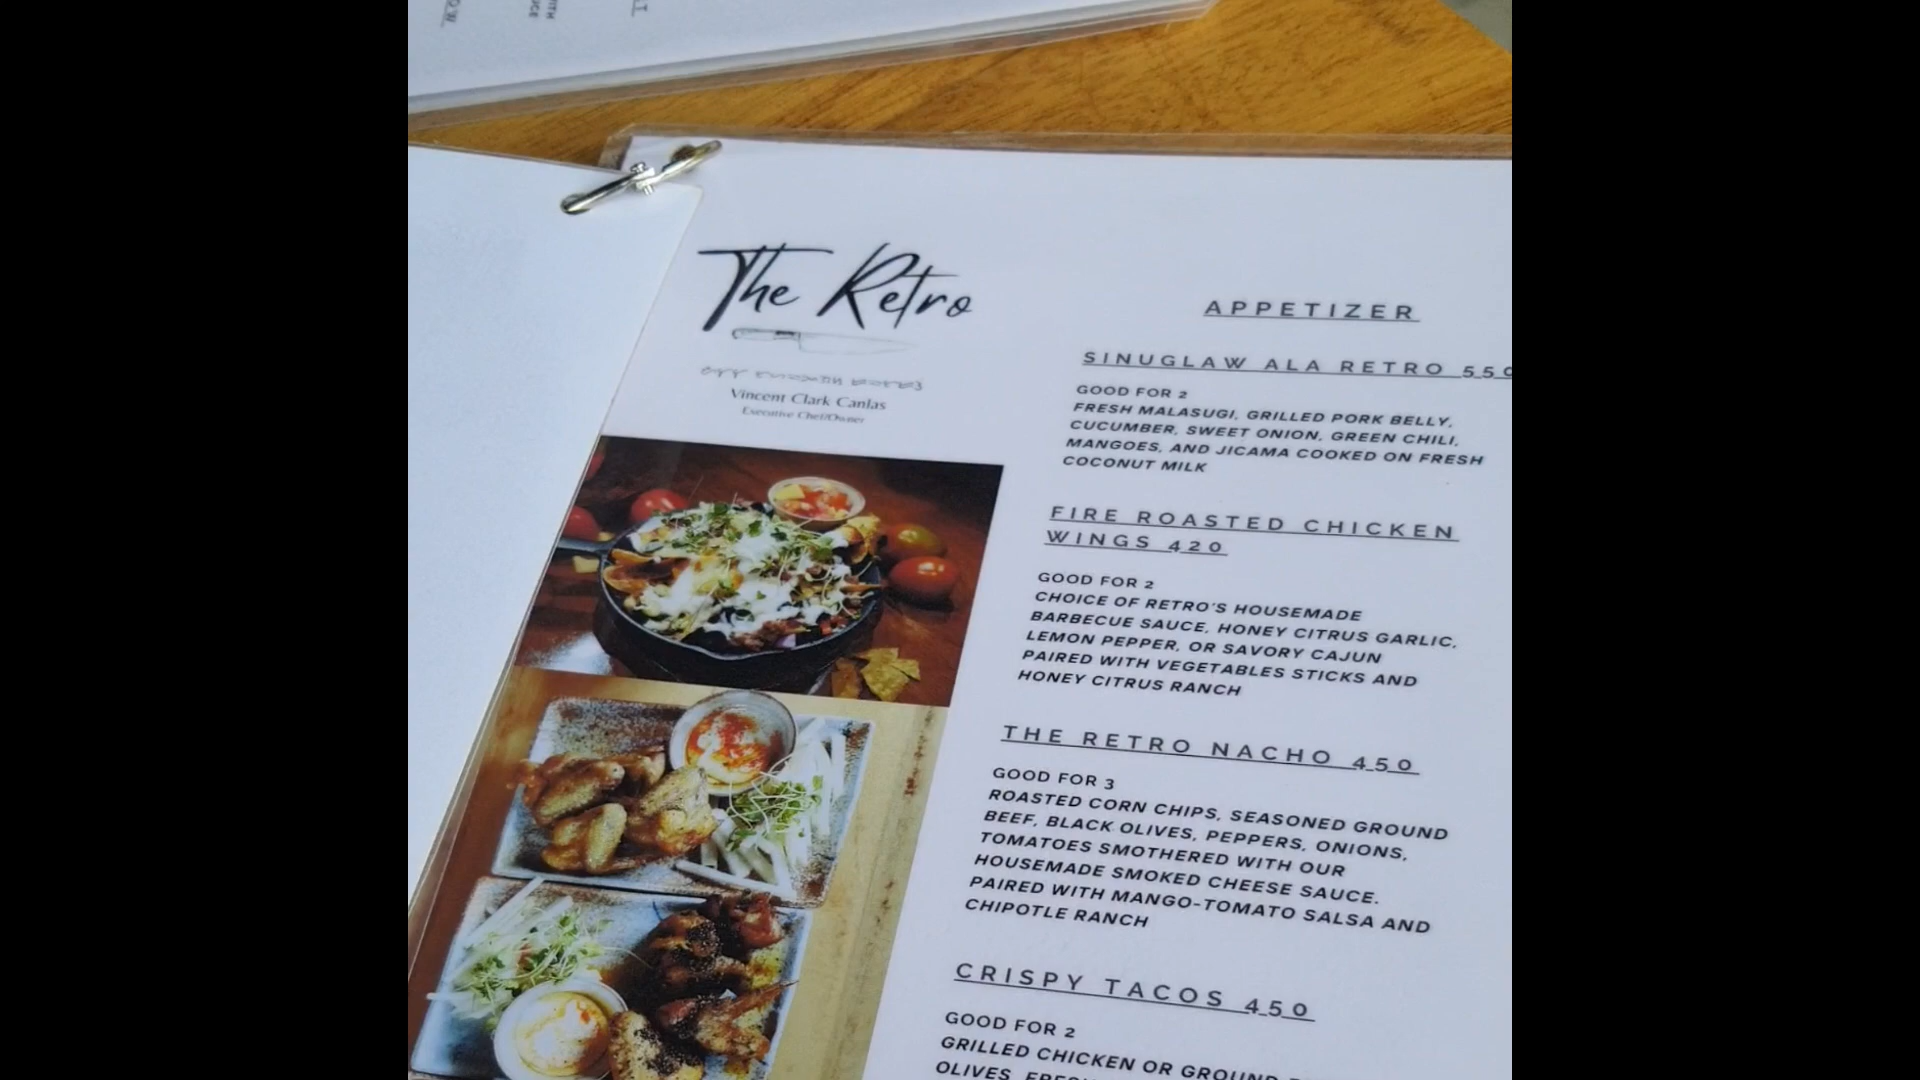 The Retro
Vincent Clark Canlas
Executive Chef/Owner
APPETIZER
SINUGLAW ALA RETRO 550
GOOD FOR 2
FRESH MALASUGI, GRILLED PORK BELLY,
CUCUMBER, SWEET ONION, GREEN CHILI,
MANGOES, AND JICAMA COOKED ON FRESH
COCONUT MILK
FIRE ROASTED CHICKEN
WINGS 420
GOOD FOR 2
CHOICE OF RETRO'S HOUSEMADE
BARBECUE SAUCE, HONEY CITRUS GARLIC,
LEMON PEPPER, OR SAVORY CAJUN
PAIRED WITH VEGETABLES STICKS AND
HONEY CITRUS RANCH
THE RETRO NACHO 450
GOOD FOR 3
ROASTED CORN CHIPS, SEASONED GROUND
BEEF, BLACK OLIVES, PEPPERS, ONIONS,
TOMATOES SMOTHERED WITH OUR
HOUSEMADE SMOKED CHEESE SAUCE.
PAIRED WITH MANGO-TOMATO SALSA AND
CHIPOTLE RANCH
CRISPY TACOS 450
GOOD FOR 2
GRILLED CHICKEN OR GROUND
OLIVES,